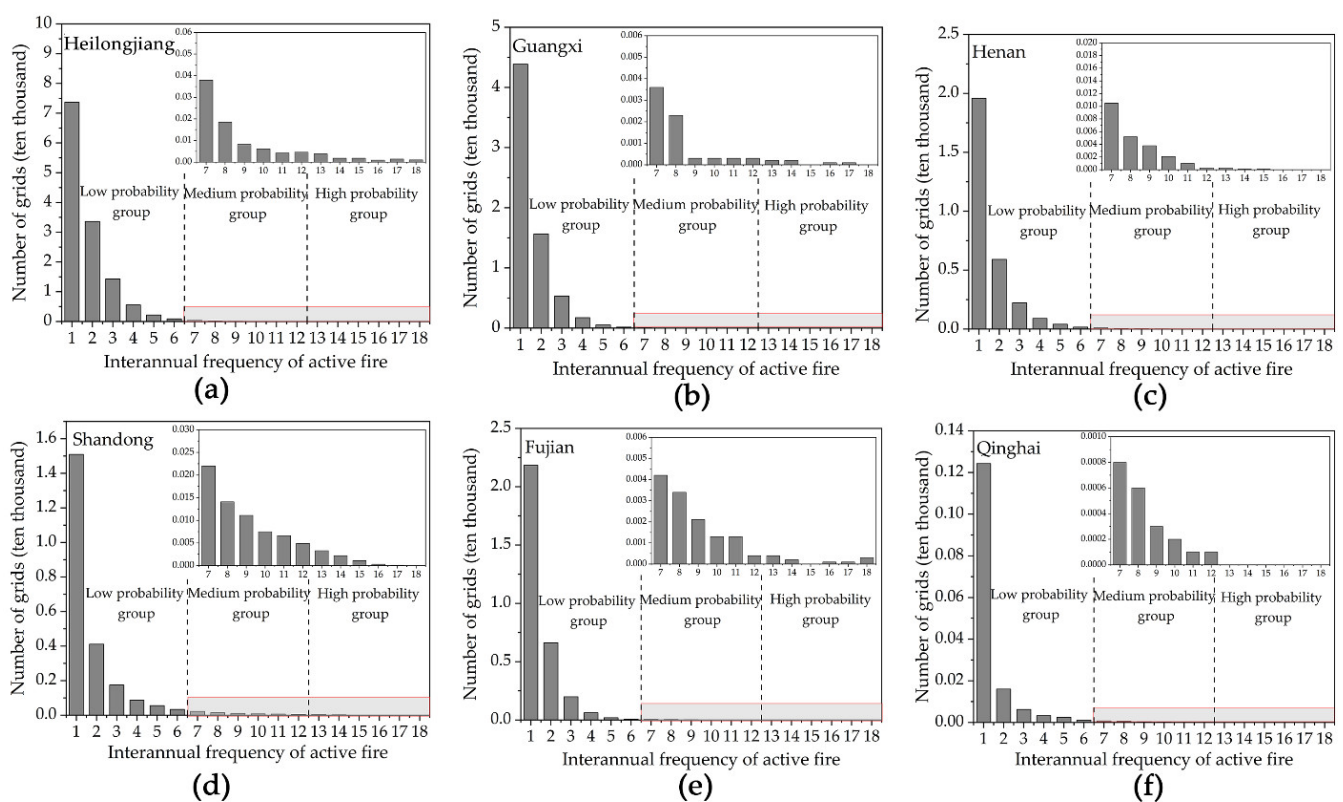 Heilongjiang
Number of grids (ten thousand)
10
9
8
7
6
5
4
3
2
1
0
0.06
0.05
0.04
0.03
0.02
0.01
0.00
7 8 9 10 11 12 13 14 15 16 17 18
Low probability group
Medium probability group
High probability group
1 2 3 4 5 6 7 8 9 10 11 12 13 14 15 16 17 18
Interannual frequency of active fire
(a)
Guangxi
Number of grids (ten thousand)
5
4
3
2
1
0
0.006
0.005
0.004
0.003
0.002
0.001
0.000
7 8 9 10 11 12 13 14 15 16 17 18
Low probability group
Medium probability group
High probability group
1 2 3 4 5 6 7 8 9 10 11 12 13 14 15 16 17 18
Interannual frequency of active fire
(b)
Henan
Number of grids (ten thousand)
2.5
2.0
1.5
1.0
0.5
0.0
0.020
0.018
0.016
0.014
0.012
0.010
0.008
0.006
0.004
0.002
0.000
7 8 9 10 11 12 13 14 15 16 17 18
Low probability group
Medium probability group
High probability group
1 2 3 4 5 6 7 8 9 10 11 12 13 14 15 16 17 18
Interannual frequency of active fire
(c)
Shandong
Number of grids (ten thousand)
1.6
1.4
1.2
1.0
0.8
0.6
0.4
0.2
0.0
0.030
0.025
0.020
0.015
0.010
0.005
0.000
7 8 9 10 11 12 13 14 15 16 17 18
Low probability group
Medium probability group
High probability group
1 2 3 4 5 6 7 8 9 10 11 12 13 14 15 16 17 18
Interannual frequency of active fire
(d)
Fujian
Number of grids (ten thousand)
2.5
2.0
1.5
1.0
0.5
0.0
0.006
0.005
0.004
0.003
0.002
0.001
0.000
7 8 9 10 11 12 13 14 15 16 17 18
Low probability group
Medium probability group
High probability group
1 2 3 4 5 6 7 8 9 10 11 12 13 14 15 16 17 18
Interannual frequency of active fire
(e)
Qinghai
Number of grids (ten thousand)
0.14
0.12
0.10
0.08
0.06
0.04
0.02
0.00
0.0010
0.0008
0.0006
0.0004
0.0002
0.0000
7 8 9 10 11 12 13 14 15 16 17 18
Low probability group
Medium probability group
High probability group
1 2 3 4 5 6 7 8 9 10 11 12 13 14 15 16 17 18
Interannual frequency of active fire
(f)